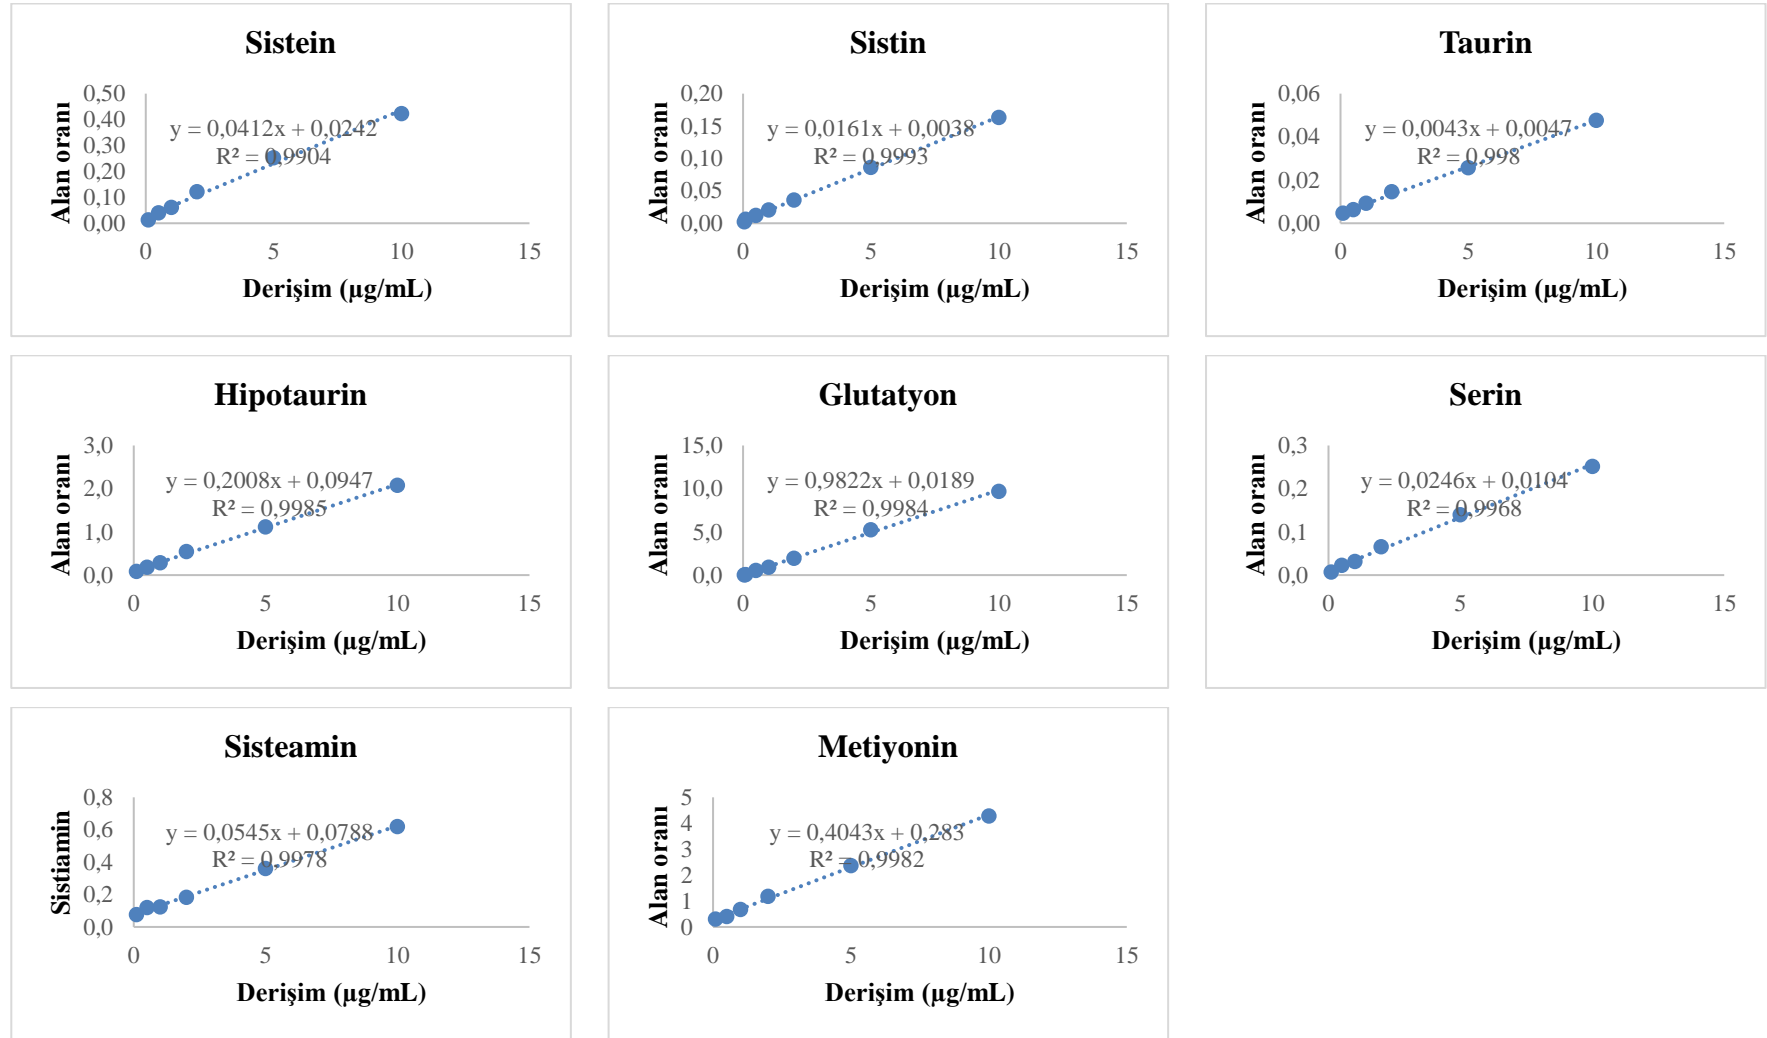 Sistein
Alan oranı
0,50
0,40
0,30
0,20
0,10
0,00
y = 0,0412x + 0,0242
R² = 0,9904
0 5 10 15
Derişim (µg/mL)
Sistin
Alan oranı
0,20
0,15
0,10
0,05
0,00
y = 0,0161x + 0,0038
R² = 0,9993
0 5 10 15
Derişim (µg/mL)
Taurin
Alan oranı
0,06
0,04
0,02
0,00
y = 0,0043x + 0,0047
R² = 0,998
0 5 10 15
Derişim (µg/mL)
Hipotaurin
Alan oranı
3,0
2,0
1,0
0,0
y = 0,2008x + 0,0947
R² = 0,9985
0 5 10 15
Derişim (µg/mL)
Glutatyon
Alan oranı
15,0
10,0
5,0
0,0
y = 0,9822x + 0,0189
R² = 0,9984
0 5 10 15
Derişim (µg/mL)
Serin
Alan oranı
0,3
0,2
0,1
0,0
y = 0,0246x + 0,0104
R² = 0,9968
0 5 10 15
Derişim (µg/mL)
Sisteamin
Sistiamin
0,8
0,6
0,4
0,2
0,0
y = 0,0545x + 0,0788
R² = 0,9978
0 5 10 15
Derişim (µg/mL)
Metiyonin
Alan oranı
5
4
3
2
1
0
y = 0,4043x + 0,283
R² = 0,9982
0 5 10 15
Derişim (µg/mL)